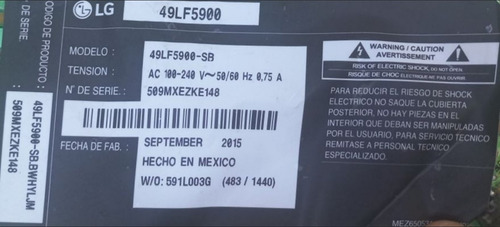 LG 49LF5900
MODELO : 49LF5900-SB
TENSION : AC 100-240 V~50/60 Hz 0,75 A
N° DE SERIE. : 509MXEZKE148
FECHA DE FAB. : SEPTEMBER 2015
HECHO EN MEXICO
W/O: 591L003G (483 / 1440)
WARNING / CAUTION
AVERTISSEMENT
RISK OF ELECTRIC SHOCK, DO NOT OPEN.
RISQUE DE CHOC ELECTRIQUE NE PAS OUVRIR
PARA REDUCIR EL RIESGO DE SHOCK
ELECTRICO NO SAQUE LA CUBIERTA
POSTERIOR, NO HAY PIEZAS EN EL
INTERIOR QUE DEBAN SER MANIPULADAS
POR EL USUARIO, PARA SERVICIO TECNICO
REMITASE A PERSONAL TECNICO
ESPECIALISTA
CODIGO DE PRODUCTO : 49LF5900-SB.BWHYLJM
DE SERIE : 509MXEZKE148